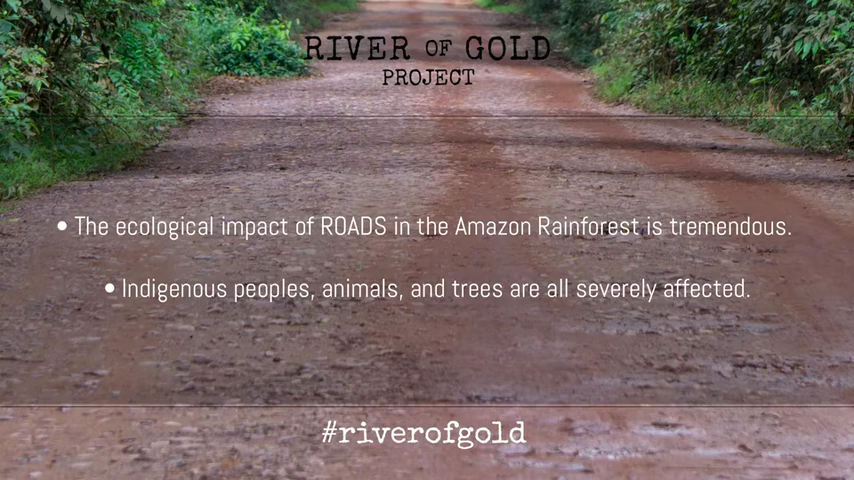 RIVER OF GOLD
PROJECT
• The ecological impact of ROADS in the Amazon Rainforest is tremendous.
• Indigenous peoples, animals, and trees are all severely affected.
#riverofgold